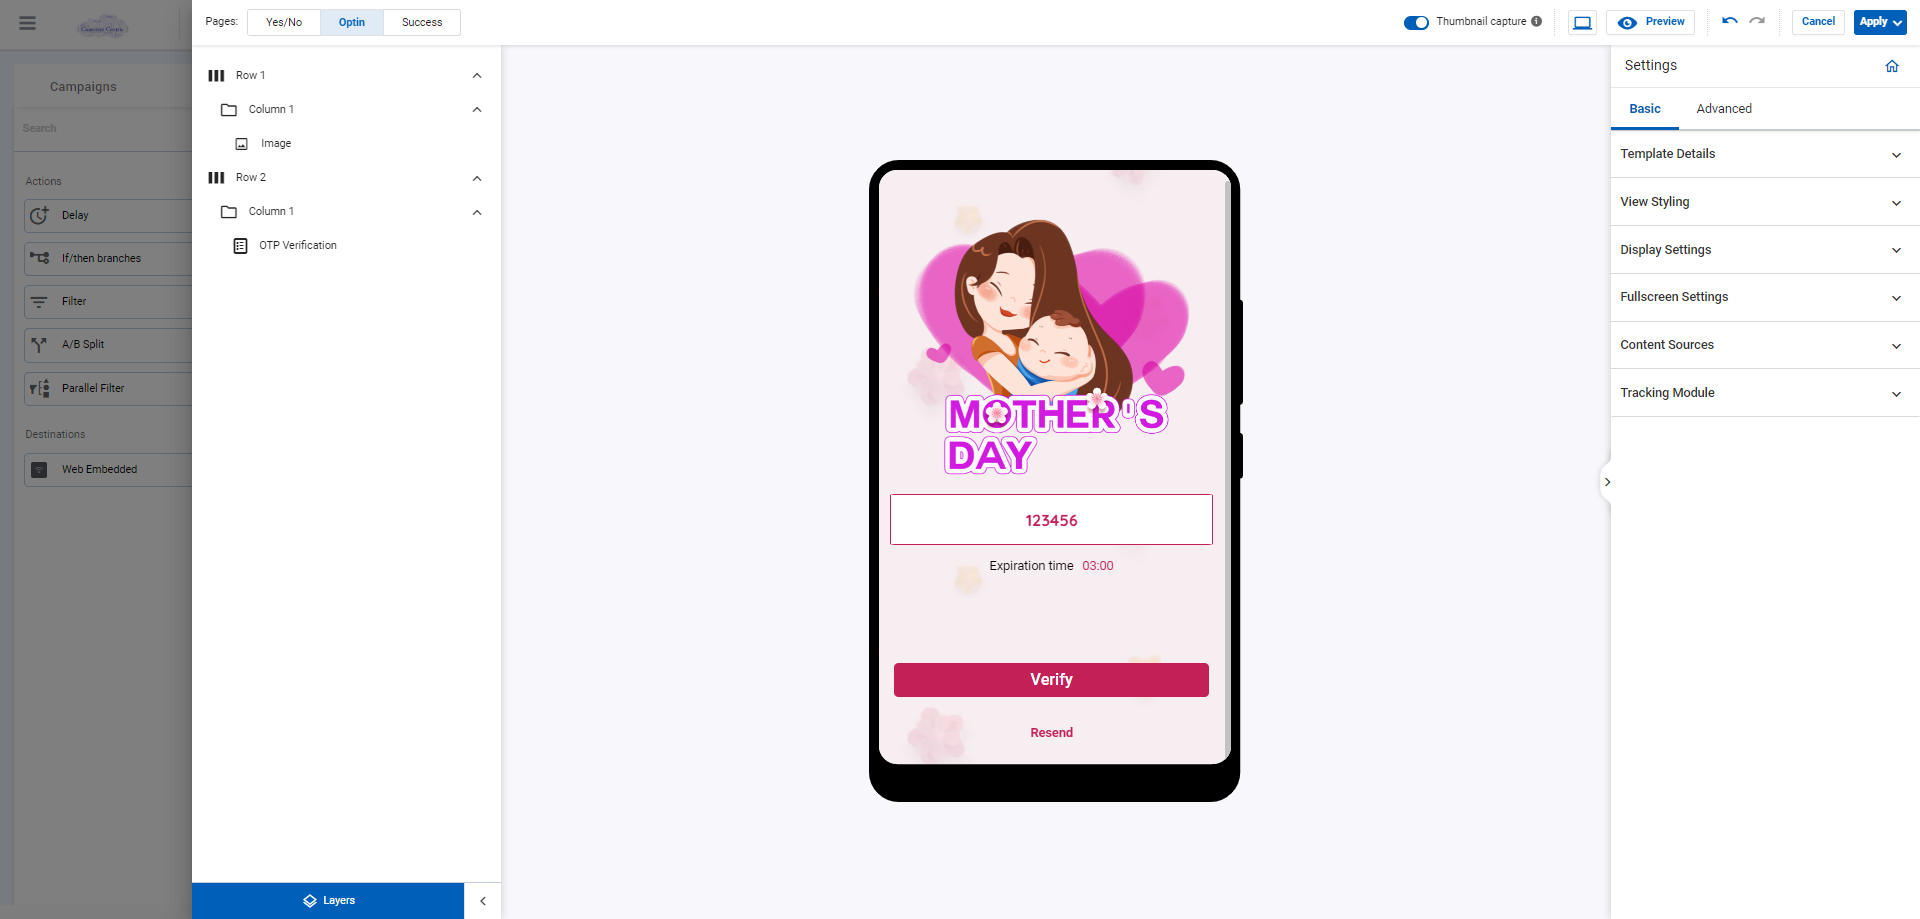 Pages:
Yes/No
Optin
Success
Thumbnail capture
Preview
Cancel
Apply
Campaigns
Search
Actions
Delay
If/then branches
Filter
A/B Split
Parallel Filter
Destinations
Web Embedded
Row 1
Column 1
Image
Row 2
Column 1
OTP Verification
Layers
MOTHER'S
DAY
123456
Expiration time 03:00
Verify
Resend
Settings
Basic
Advanced
Template Details
View Styling
Display Settings
Fullscreen Settings
Content Sources
Tracking Module